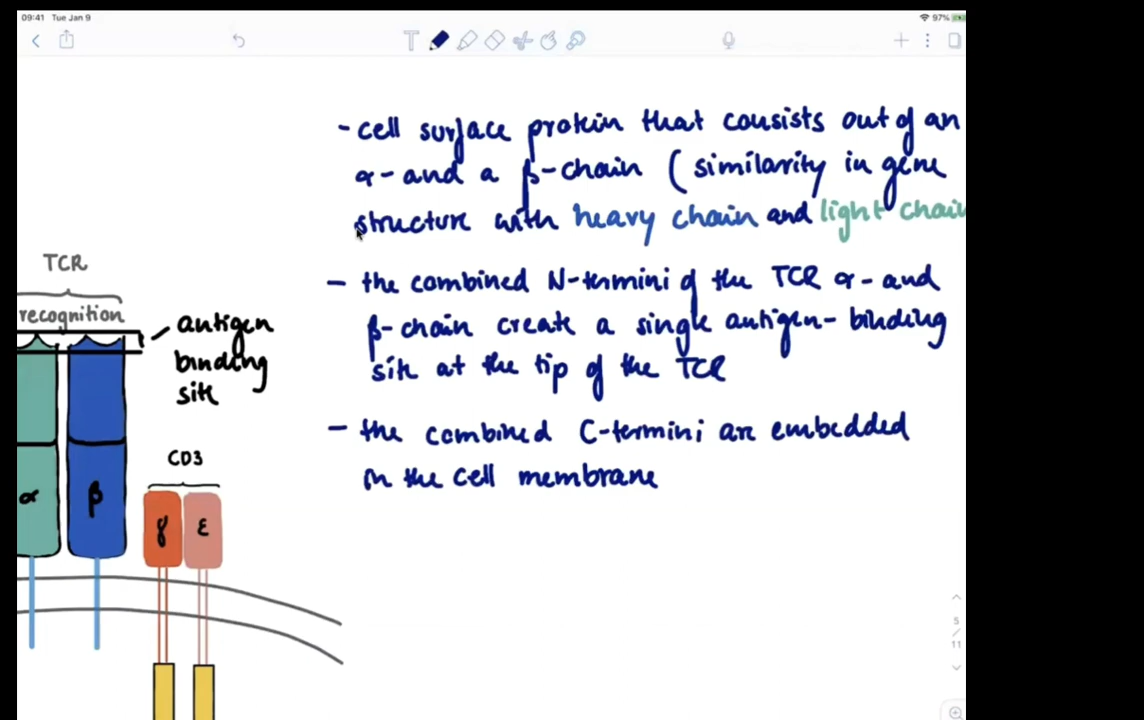 09:41 Tue Jan 9
97%
- cell surface protein that consists out of an
α- and a β-chain (similarity in gene
structure with heavy chain and light chain
- the combined N-termini of the TCR α- and
β-chain create a single antigen-binding
site at the tip of the TCR
- the combined C-termini are embedded
in the cell membrane
TCR
recognition
antigen
binding
site
CD3
α
β
γ
ε
5
/
11